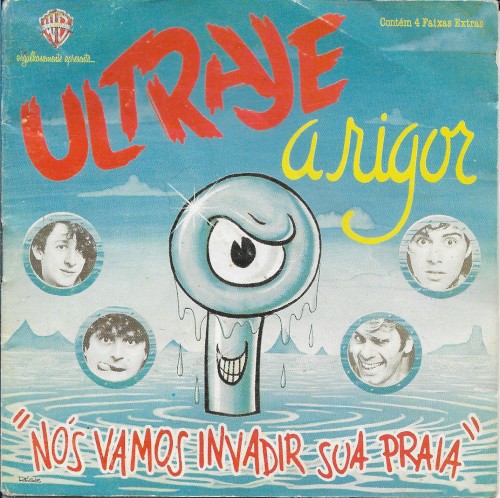 WB
Contém 4 Faixas Extras
orgulhosamente apresenta...
ULTRAJE
a rigor
"NÓS VAMOS INVADIR SUA PRAIA"